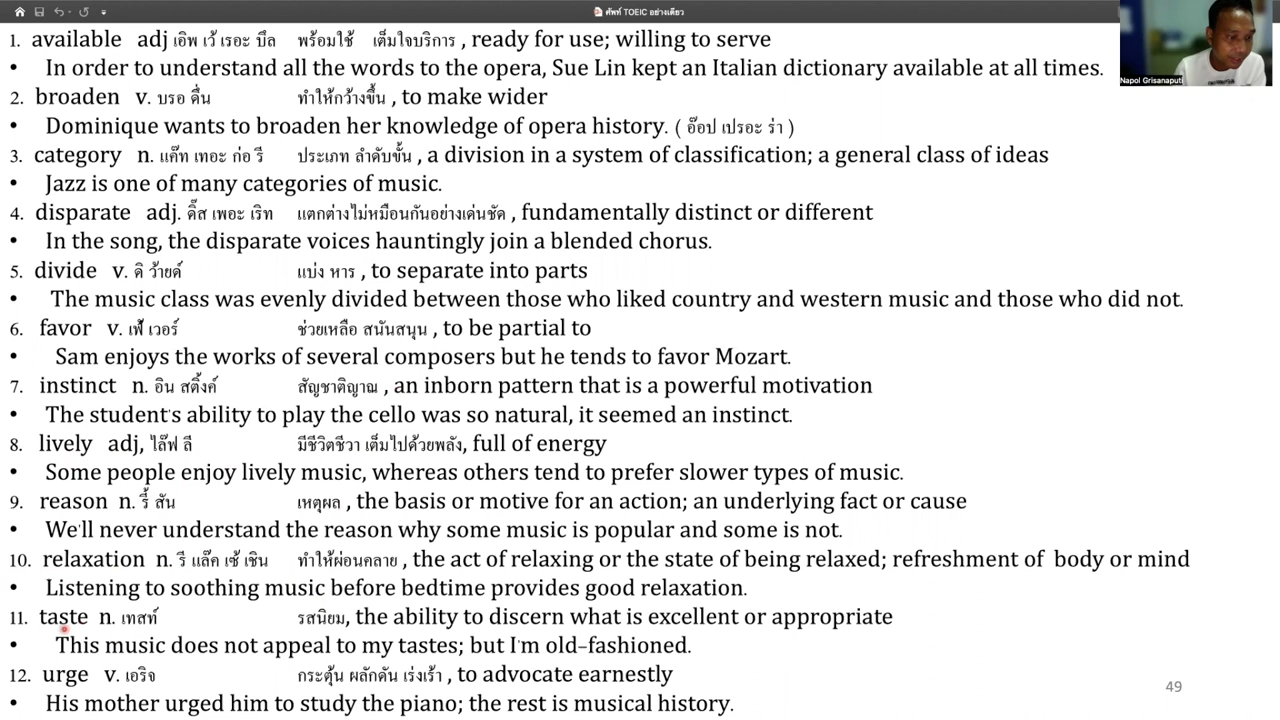 ศัพท์ TOEIC อย่างเดียว
Napol Grisanaputi
1. available adj เอิพ เว้ เรอะ บึล พร้อมใช้ เต็มใจบริการ , ready for use; willing to serve
• In order to understand all the words to the opera, Sue Lin kept an Italian dictionary available at all times.
2. broaden v. บรอ ดึ้น ทำให้กว้างขึ้น , to make wider
• Dominique wants to broaden her knowledge of opera history. ( อ๊อป เปรอะ ร่า )
3. category n. แค๊ท เทอะ ก่อ รี ประเภท ลำดับขั้น , a division in a system of classification; a general class of ideas
• Jazz is one of many categories of music.
4. disparate adj. ดิ๊ส เพอะ เริท แตกต่างไม่หมือนกันอย่างเด่นชัด , fundamentally distinct or different
• In the song, the disparate voices hauntingly join a blended chorus.
5. divide v. ดิ ว้ายด์ แบ่ง หาร , to separate into parts
• The music class was evenly divided between those who liked country and western music and those who did not.
6. favor v. เฟ้ เวอร์ ช่วยเหลือ สนันสนุน , to be partial to
• Sam enjoys the works of several composers but he tends to favor Mozart.
7. instinct n. อิน สติ้งค์ สัญชาติญาณ , an inborn pattern that is a powerful motivation
• The student's ability to play the cello was so natural, it seemed an instinct.
8. lively adj, ไล๊ฟ ลี มีชีวิตชีวา เต็มไปด้วยพลัง, full of energy
• Some people enjoy lively music, whereas others tend to prefer slower types of music.
9. reason n. รี้ สัน เหตุผล , the basis or motive for an action; an underlying fact or cause
• We'll never understand the reason why some music is popular and some is not.
10. relaxation n. รี แล๊ค เซ้ เชิน ทำให้ผ่อนคลาย , the act of relaxing or the state of being relaxed; refreshment of body or mind
• Listening to soothing music before bedtime provides good relaxation.
11. taste n. เทสท์ รสนิยม, the ability to discern what is excellent or appropriate
• This music does not appeal to my tastes; but I'm old-fashioned.
12. urge v. เอริจ กระตุ้น ผลักดัน เร่งเร้า , to advocate earnestly
• His mother urged him to study the piano; the rest is musical history.
49